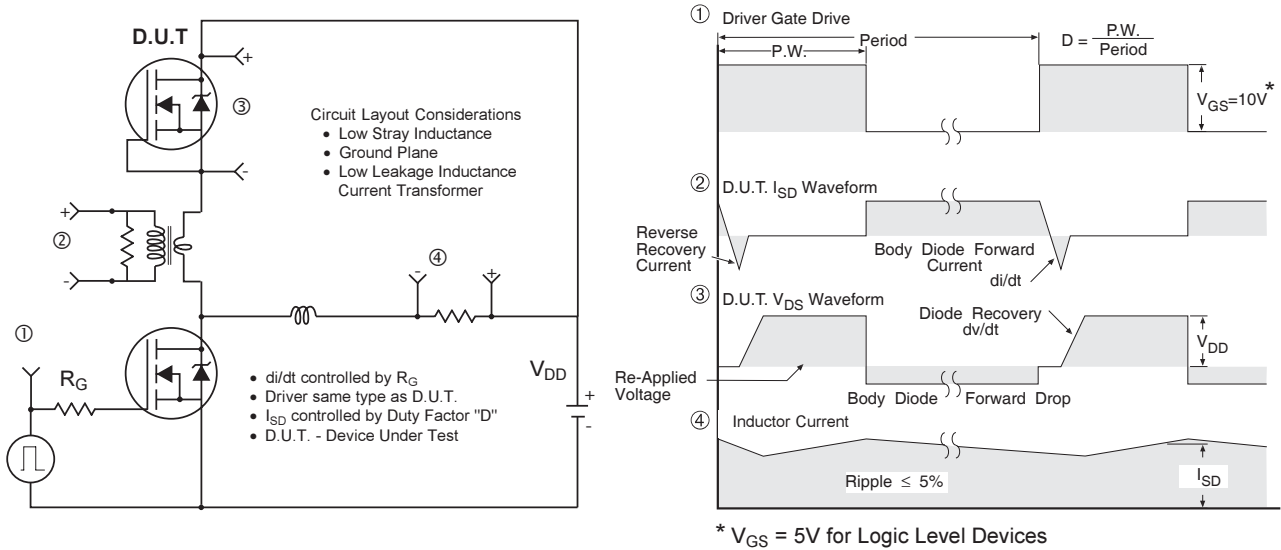 D.U.T
+
③
-
Circuit Layout Considerations
• Low Stray Inductance
• Ground Plane
• Low Leakage Inductance
Current Transformer
+
②
-
④
-
+
①
R_G
V_DD
+
-
• di/dt controlled by R_G
• Driver same type as D.U.T.
• I_SD controlled by Duty Factor "D"
• D.U.T. - Device Under Test
① Driver Gate Drive
Period
P.W.
D = P.W.
Period
V_GS=10V*
② D.U.T. I_SD Waveform
Reverse
Recovery
Current
Body Diode Forward
Current
di/dt
③ D.U.T. V_DS Waveform
Diode Recovery
dv/dt
V_DD
Re-Applied
Voltage
Body Diode Forward Drop
④ Inductor Current
Ripple ≤ 5%
I_SD
* V_GS = 5V for Logic Level Devices